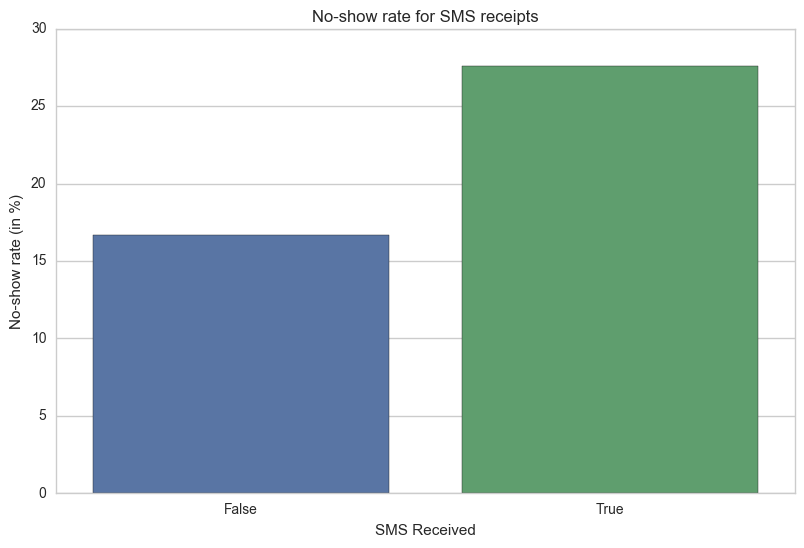 No-show rate for SMS receipts
30
25
20
15
10
5
0
No-show rate (in %)
False
True
SMS Received